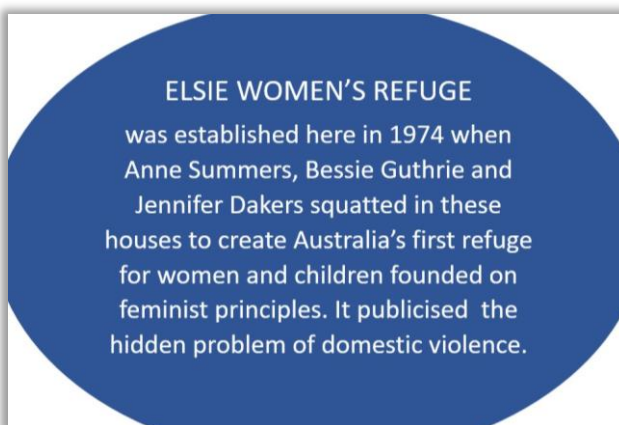 ELSIE WOMEN’S REFUGE
was established here in 1974 when
Anne Summers, Bessie Guthrie and
Jennifer Dakers squatted in these
houses to create Australia’s first refuge
for women and children founded on
feminist principles. It publicised  the
hidden problem of domestic violence.